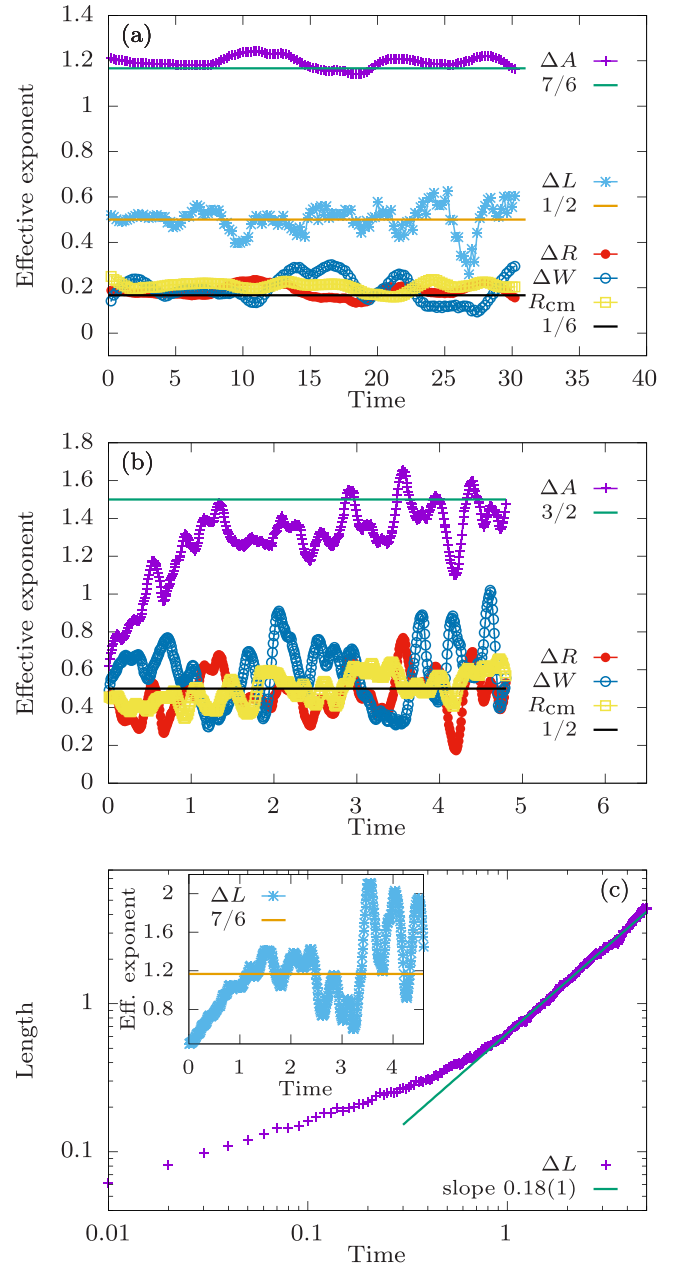 (a)
1.4
1.2
1
0.8
0.6
0.4
0.2
0
Effective exponent
ΔA
7/6
ΔL
1/2
ΔR
ΔW
Rcm
1/6
0 5 10 15 20 25 30 35 40
Time
(b)
1.8
1.6
1.4
1.2
1
0.8
0.6
0.4
0.2
0
Effective exponent
ΔA
3/2
ΔR
ΔW
Rcm
1/2
0 1 2 3 4 5 6
Time
(c)
ΔL
7/6
2
1.6
1.2
0.8
Eff. exponent
0 1 2 3 4
Time
1
0.1
Length
ΔL
slope 0.18(1)
0.01 0.1 1
Time